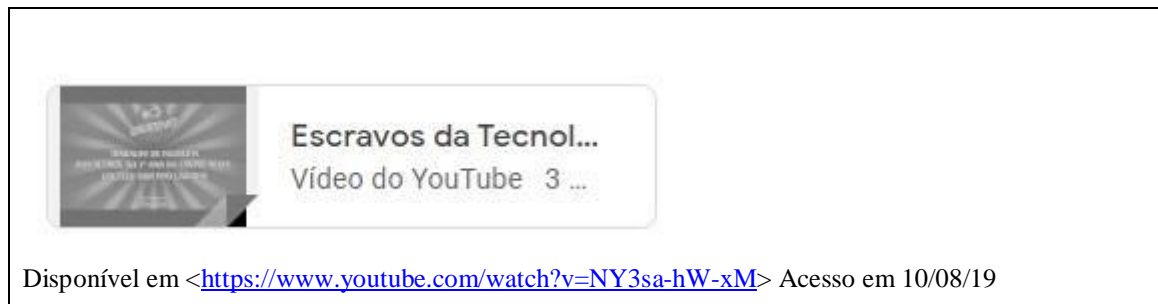 Escravos da Tecnol...
Vídeo do YouTube 3 ...
Disponível em <https://www.youtube.com/watch?v=NY3sa-hW-xM> Acesso em 10/08/19